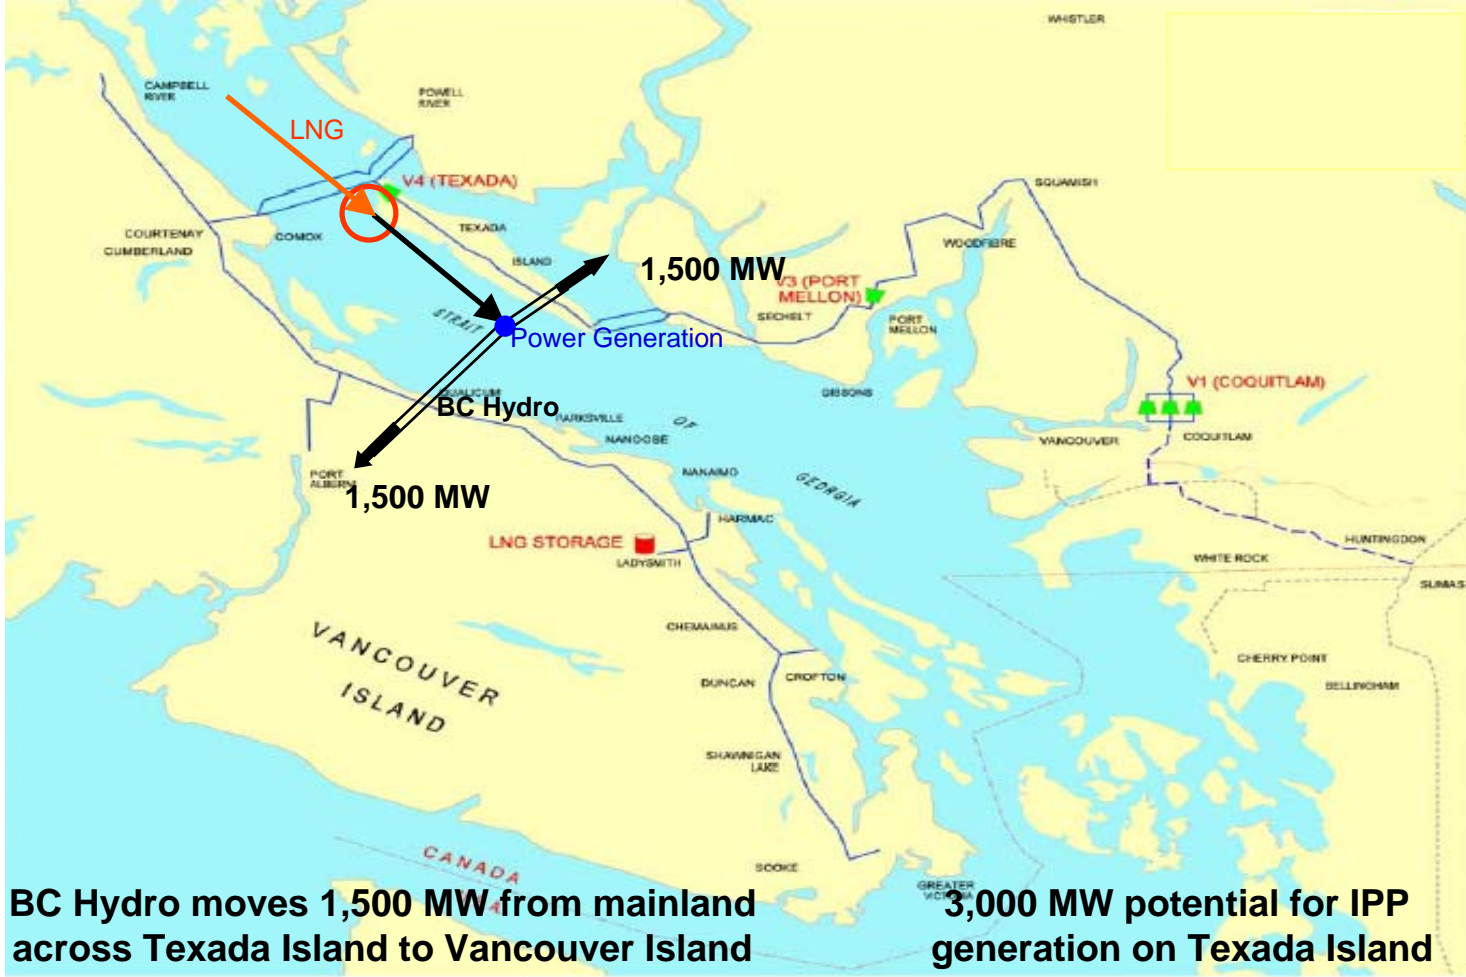 WHISTLER
CAMPBELL
RIVER
POWELL
RIVER
LNG
V4 (TEXADA)
SQUAMISH
COURTENAY
CUMBERLAND
COMOX
TEXADA
ISLAND
WOODFIBRE
1,500 MW
V3 (PORT
MELLON)
SECHELT
PORT
MELLON
STRAIT
Power Generation
QUALICUM
BC Hydro
PARKSVILLE
OF
GIBSONS
V1 (COQUITLAM)
NANOOSE
VANCOUVER
COQUITLAM
PORT
ALBERNI
1,500 MW
NANAIMO
GEORGIA
HARMAC
LNG STORAGE
LADYSMITH
HUNTINGDON
WHITE ROCK
SUMAS
VANCOUVER
ISLAND
CHEMAINUS
DUNCAN
CROFTON
CHERRY POINT
BELLINGHAM
SHAWNIGAN
LAKE
CANADA
SOOKE
GREATER
VICTORIA
BC Hydro moves 1,500 MW from mainland
across Texada Island to Vancouver Island
3,000 MW potential for IPP
generation on Texada Island